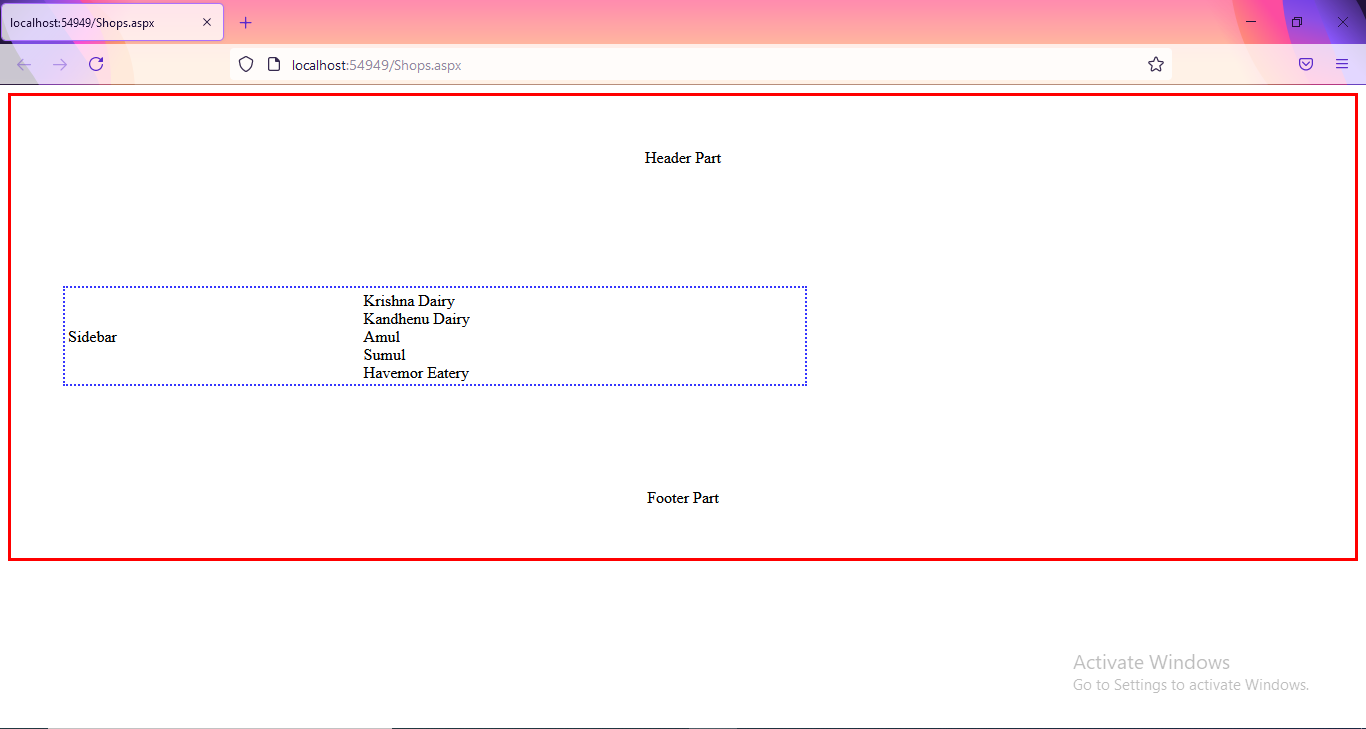 localhost:54949/Shops.aspx
localhost:54949/Shops.aspx
Header Part
Sidebar
Krishna Dairy
Kandhenu Dairy
Amul
Sumul
Havemor Eatery
Footer Part
Activate Windows
Go to Settings to activate Windows.